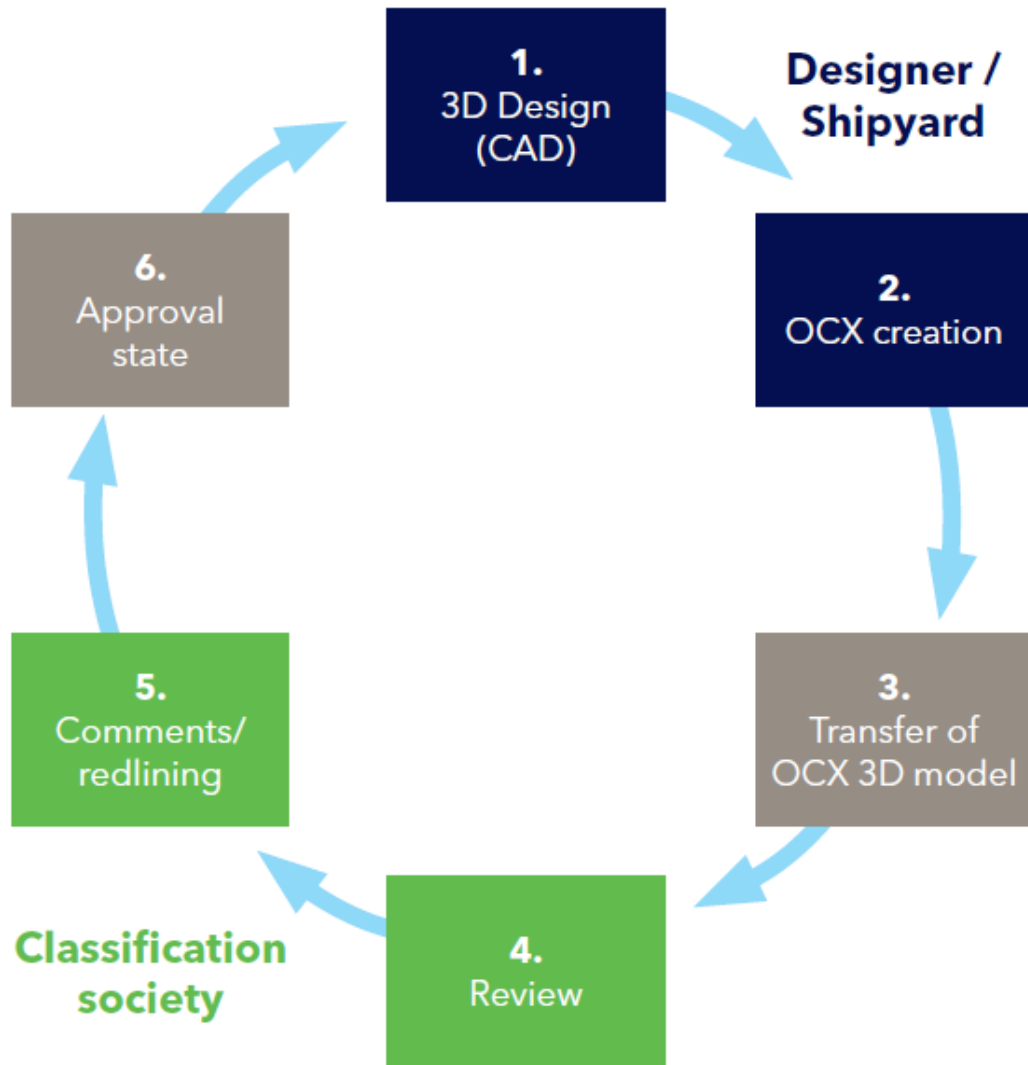 1.
3D Design
(CAD)
Designer /
Shipyard
2.
OCX creation
3.
Transfer of
OCX 3D model
4.
Review
Classification
society
5.
Comments/
redlining
6.
Approval
state